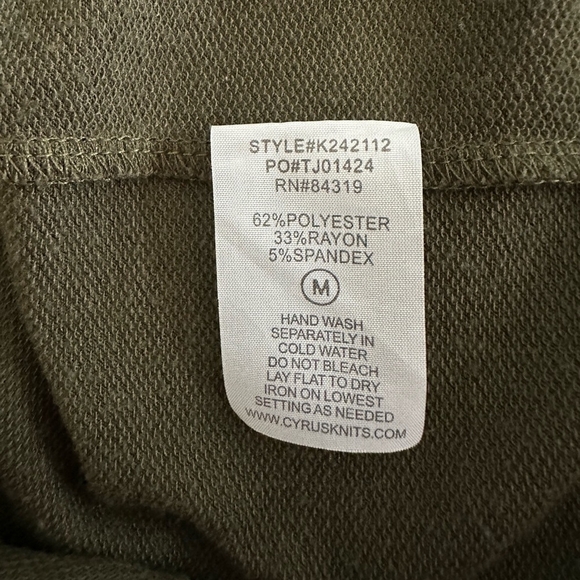 STYLE#K242112
PO#TJ01424
RN#84319
62%POLYESTER
33%RAYON
5%SPANDEX
M
HAND WASH
SEPARATELY IN
COLD WATER
DO NOT BLEACH
LAY FLAT TO DRY
IRON ON LOWEST
SETTING AS NEEDED
WWW.CYRUSKNITS.COM